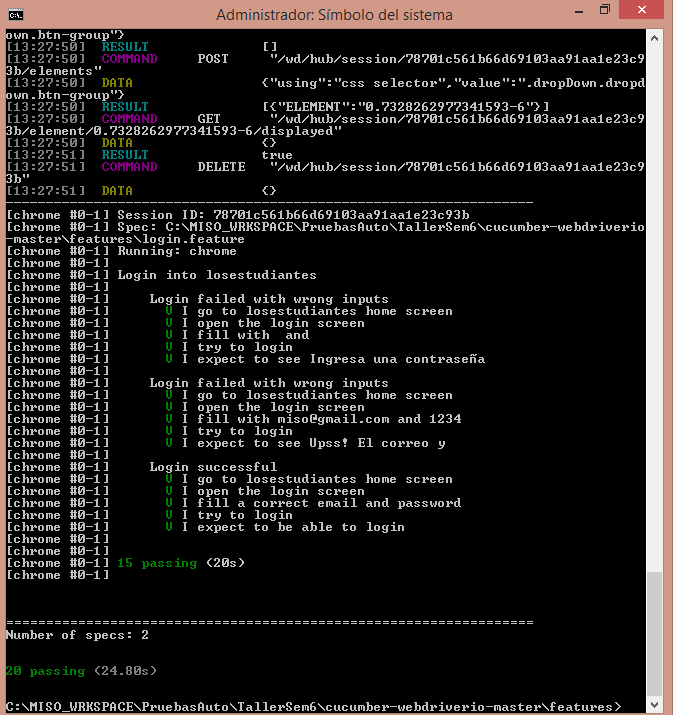 Administrador: Símbolo del sistema
own.btn-group"}
[13:27:50]  RESULT              []
[13:27:50]  COMMAND     POST     "/wd/hub/session/78701c561b66d69103aa91aa1e23c9
3b/elements"
[13:27:50]  DATA                {"using":"css selector","value":".dropDown.dropd
own.btn-group"}
[13:27:50]  RESULT              [{"ELEMENT":"0.7328262977341593-6"}]
[13:27:50]  COMMAND     GET      "/wd/hub/session/78701c561b66d69103aa91aa1e23c9
3b/element/0.7328262977341593-6/displayed"
[13:27:50]  DATA                {}
[13:27:51]  RESULT              true
[13:27:51]  COMMAND     DELETE   "/wd/hub/session/78701c561b66d69103aa91aa1e23c9
3b"
[13:27:51]  DATA                {}
------------------------------------------------------------------
[chrome #0-1] Session ID: 78701c561b66d69103aa91aa1e23c93b
[chrome #0-1] Spec: C:\MISO_WRKSPACE\PruebasAuto\TallerSem6\cucumber-webdriverio
-master\features\login.feature
[chrome #0-1] Running: chrome
[chrome #0-1]
[chrome #0-1] Login into losestudiantes
[chrome #0-1]
[chrome #0-1]     Login failed with wrong inputs
[chrome #0-1]       V I go to losestudiantes home screen
[chrome #0-1]       V I open the login screen
[chrome #0-1]       V I fill with  and
[chrome #0-1]       V I try to login
[chrome #0-1]       V I expect to see Ingresa una contraseña
[chrome #0-1]
[chrome #0-1]     Login failed with wrong inputs
[chrome #0-1]       V I go to losestudiantes home screen
[chrome #0-1]       V I open the login screen
[chrome #0-1]       V I fill with miso@gmail.com and 1234
[chrome #0-1]       V I try to login
[chrome #0-1]       V I expect to see Upss! El correo y
[chrome #0-1]
[chrome #0-1]     Login successful
[chrome #0-1]       V I go to losestudiantes home screen
[chrome #0-1]       V I open the login screen
[chrome #0-1]       V I fill a correct email and password
[chrome #0-1]       V I try to login
[chrome #0-1]       V I expect to be able to login
[chrome #0-1]
[chrome #0-1]
[chrome #0-1] 15 passing (20s)
[chrome #0-1]
==================================================================
Number of specs: 2
20 passing (24.80s)
C:\MISO_WRKSPACE\PruebasAuto\TallerSem6\cucumber-webdriverio-master\features>